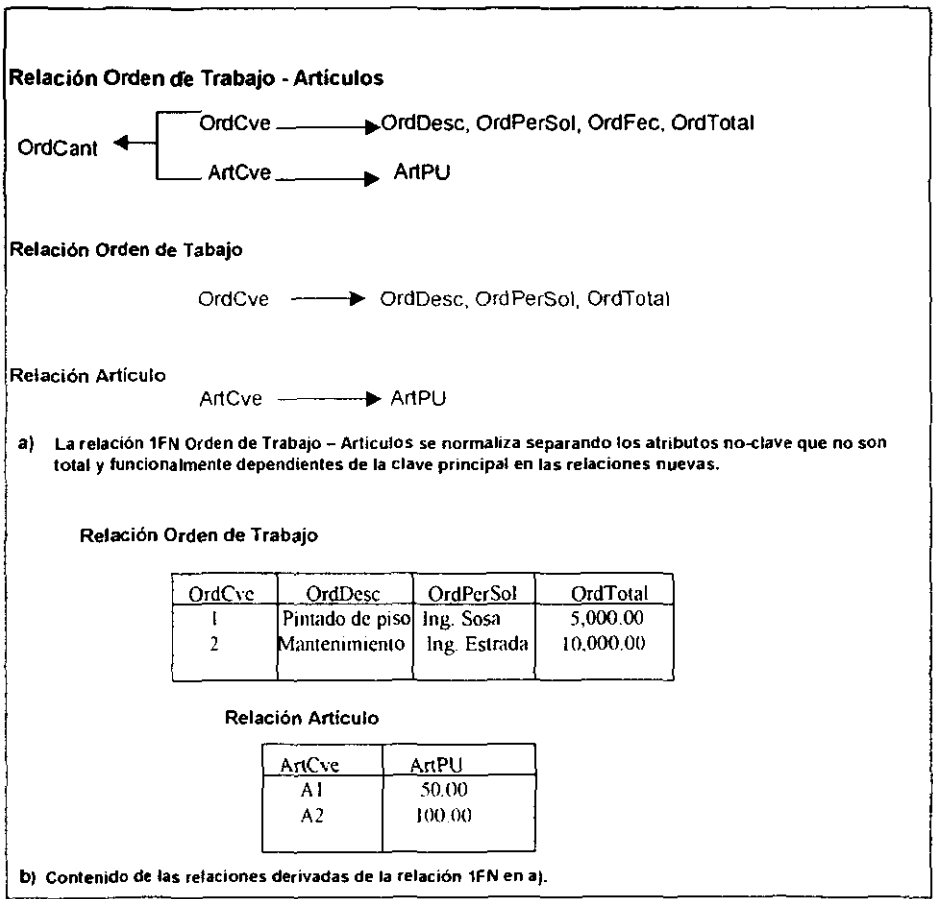 Relación Orden de Trabajo - Artículos
OrdCve OrdDesc, OrdPerSol, OrdFec, OrdTotal
OrdCant
ArtCve ArtPU
Relación Orden de Tabajo
OrdCve OrdDesc, OrdPerSol, OrdTotal
Relación Artículo
ArtCve ArtPU
a) La relación 1FN Orden de Trabajo – Artículos se normaliza separando los atributos no-clave que no son
total y funcionalmente dependientes de la clave principal en las relaciones nuevas.
Relación Orden de Trabajo
OrdCve OrdDesc OrdPerSol OrdTotal
1 Pintado de piso Ing. Sosa 5,000.00
2 Mantenimiento Ing. Estrada 10,000.00
Relación Artículo
ArtCve ArtPU
A1 50.00
A2 100.00
b) Contenido de las relaciones derivadas de la relación 1FN en a).